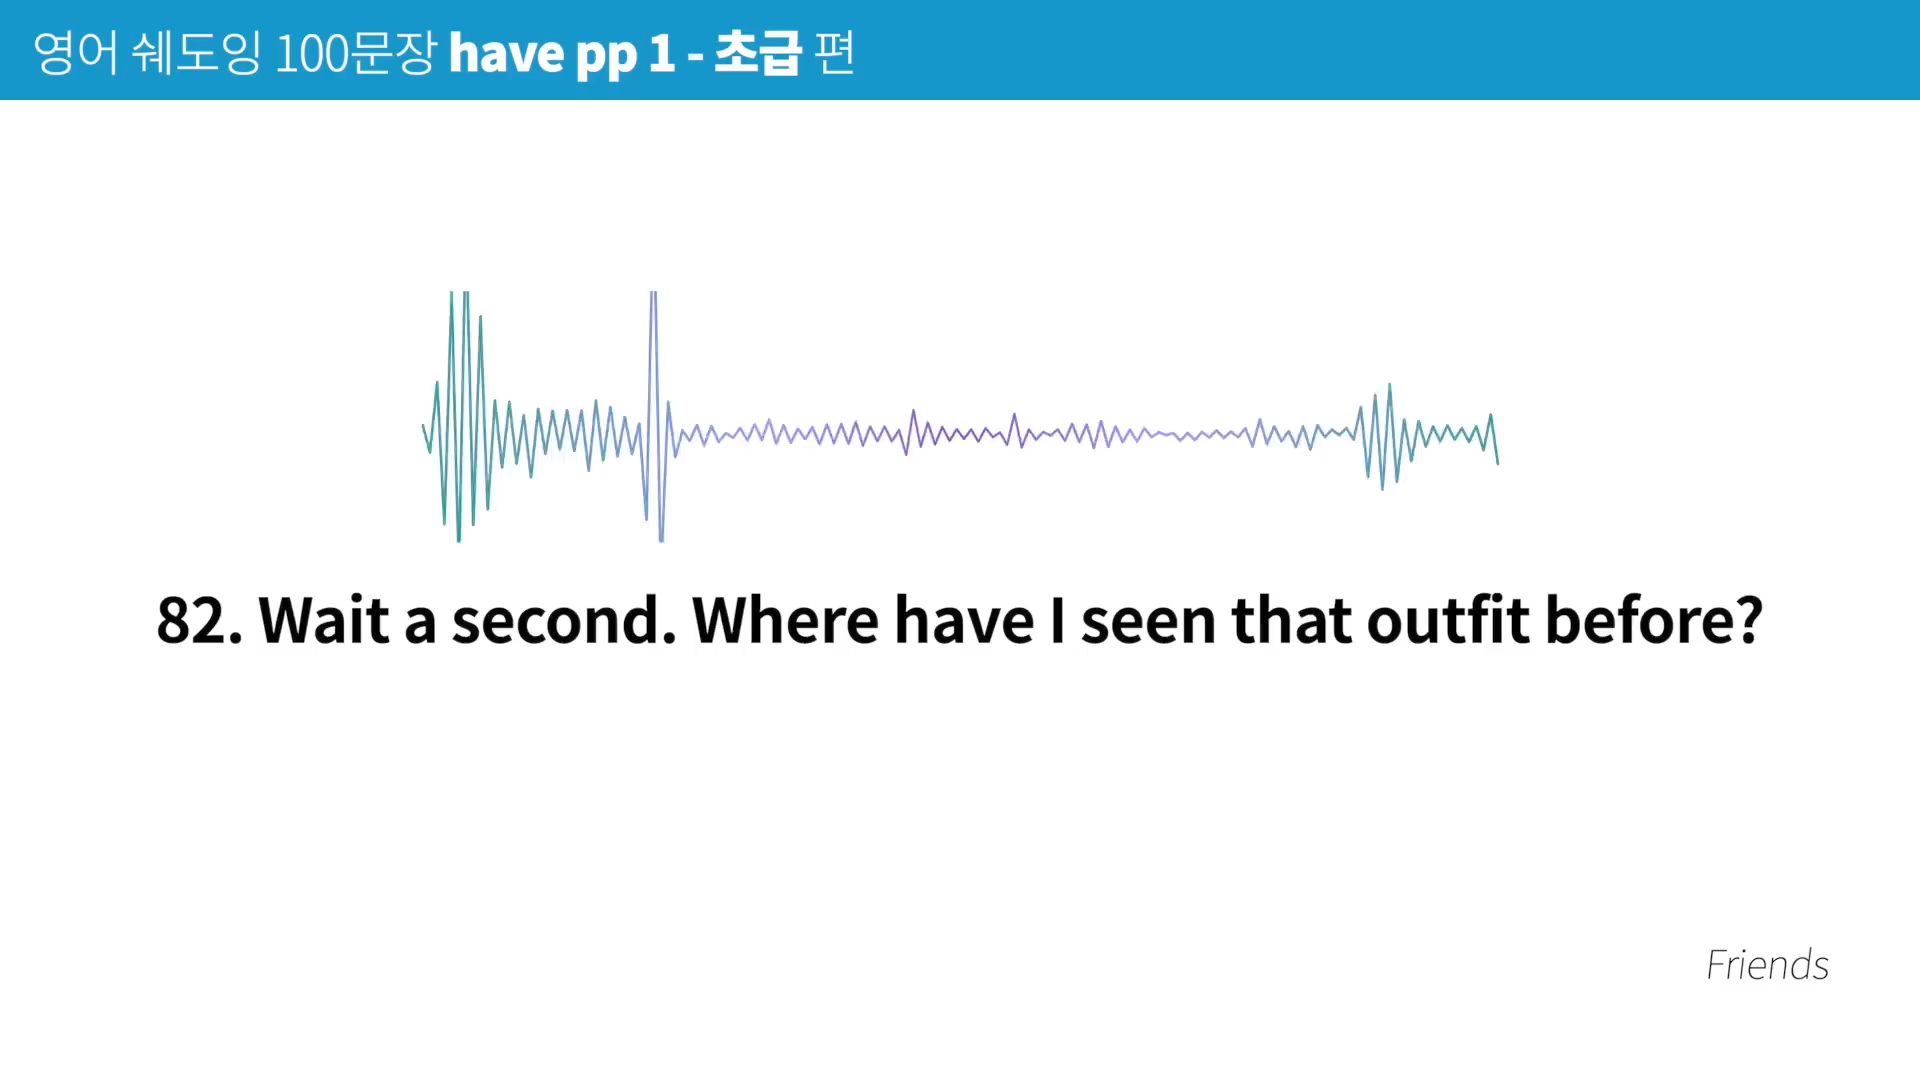 영어 쉐도잉 100문장 have pp 1 - 초급 편
82. Wait a second. Where have I seen that outfit before?
Friends